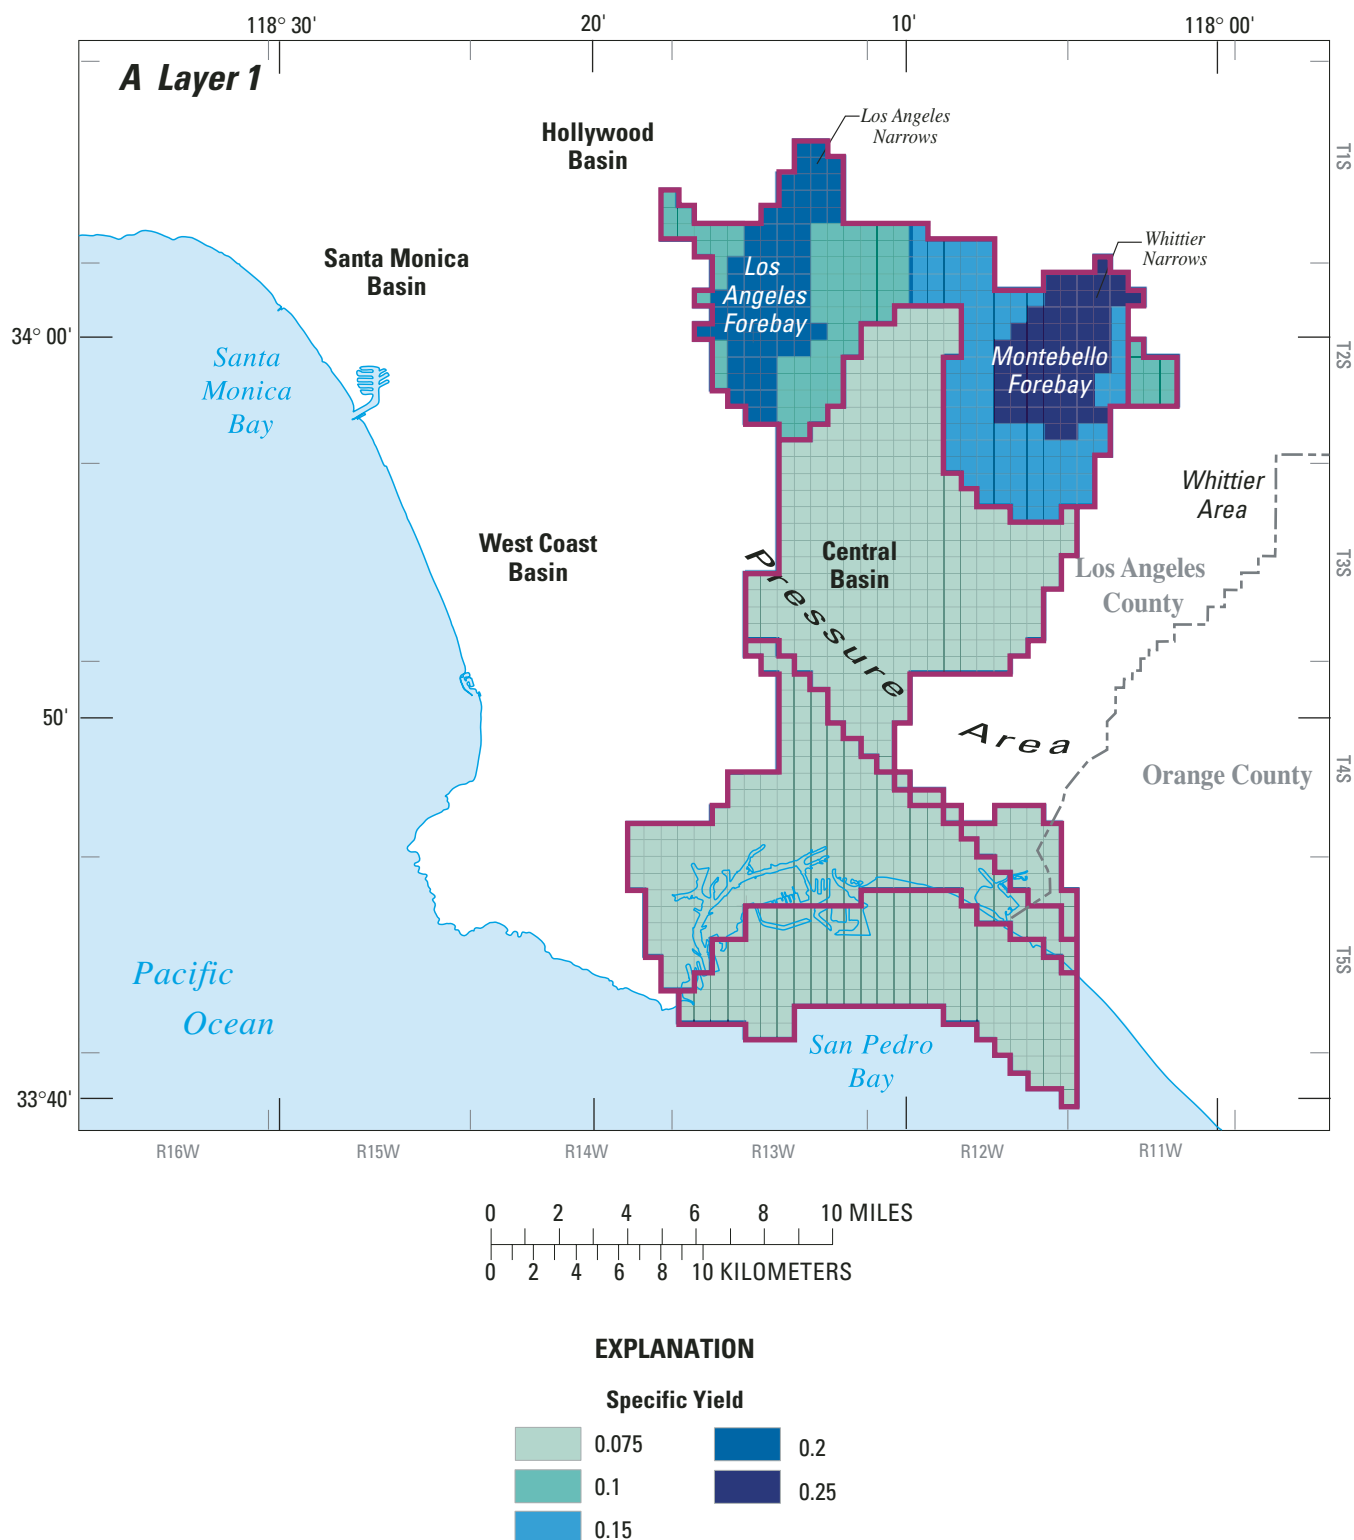 118° 30'
20'
10'
118° 00'
A Layer 1
Hollywood
Basin
Los Angeles
Narrows
T1S
Santa Monica
Basin
Los
Angeles
Forebay
Whittier
Narrows
34° 00'
Santa
Monica
Bay
Montebello
Forebay
T2S
Whittier
Area
West Coast
Basin
Pressure
Central
Basin
Los Angeles
County
T3S
50'
Area
Orange County
T4S
Pacific
Ocean
San Pedro
Bay
T5S
33°40'
R16W
R15W
R14W
R13W
R12W
R11W
0 2 4 6 8 10 MILES
0 2 4 6 8 10 KILOMETERS
EXPLANATION
Specific Yield
0.075
0.2
0.1
0.25
0.15